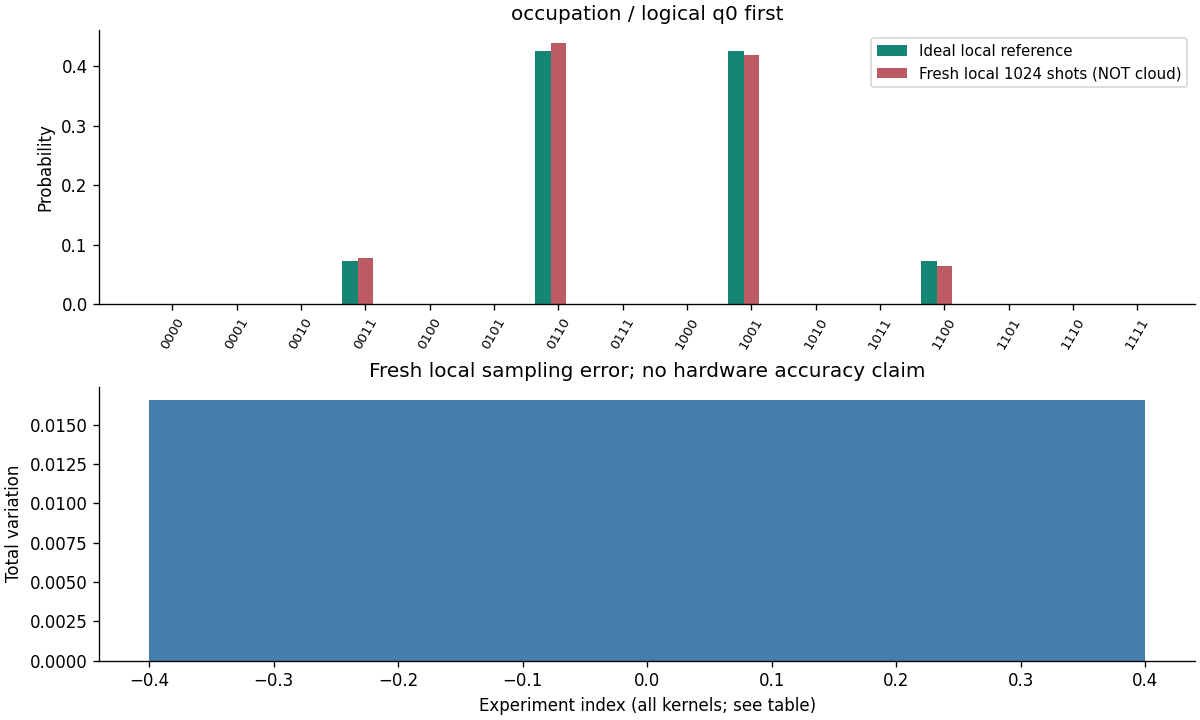 occupation / logical q0 first
Ideal local reference
Fresh local 1024 shots (NOT cloud)
Probability
0.4
0.3
0.2
0.1
0.0
0000 0001 0010 0011 0100 0101 0110 0111 1000 1001 1010 1011 1100 1101 1110 1111
Fresh local sampling error; no hardware accuracy claim
Total variation
0.0150
0.0125
0.0100
0.0075
0.0050
0.0025
0.0000
−0.4 −0.3 −0.2 −0.1 0.0 0.1 0.2 0.3 0.4
Experiment index (all kernels; see table)